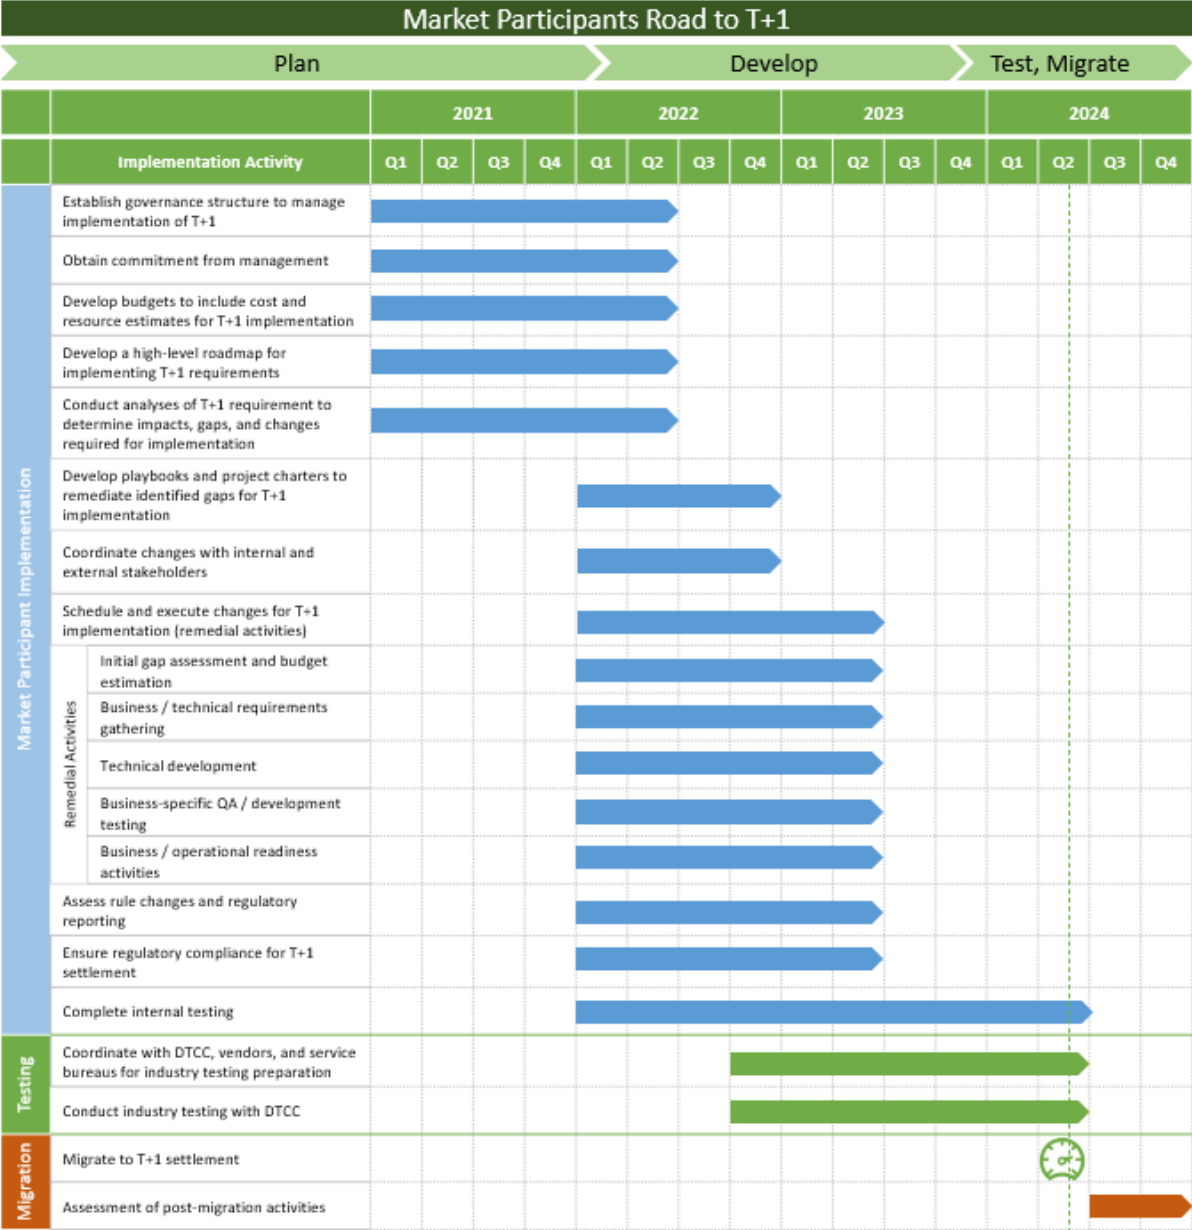 Market Participants Road to T+1
Plan
Develop
Test, Migrate
2021
2022
2023
2024
Implementation Activity
Q1
Q2
Q3
Q4
Q1
Q2
Q3
Q4
Q1
Q2
Q3
Q4
Q1
Q2
Q3
Q4
Market Participant Implementation
Establish governance structure to manage
implementation of T+1
Obtain commitment from management
Develop budgets to include cost and
resource estimates for T+1 implementation
Develop a high-level roadmap for
implementing T+1 requirements
Conduct analyses of T+1 requirement to
determine impacts, gaps, and changes
required for implementation
Develop playbooks and project charters to
remediate identified gaps for T+1
implementation
Coordinate changes with internal and
external stakeholders
Schedule and execute changes for T+1
implementation (remedial activities)
Remedial Activities
Initial gap assessment and budget
estimation
Business / technical requirements
gathering
Technical development
Business-specific QA / development
testing
Business / operational readiness
activities
Assess rule changes and regulatory
reporting
Ensure regulatory compliance for T+1
settlement
Complete internal testing
Testing
Coordinate with DTCC, vendors, and service
bureaus for industry testing preparation
Conduct industry testing with DTCC
Migration
Migrate to T+1 settlement
Assessment of post-migration activities